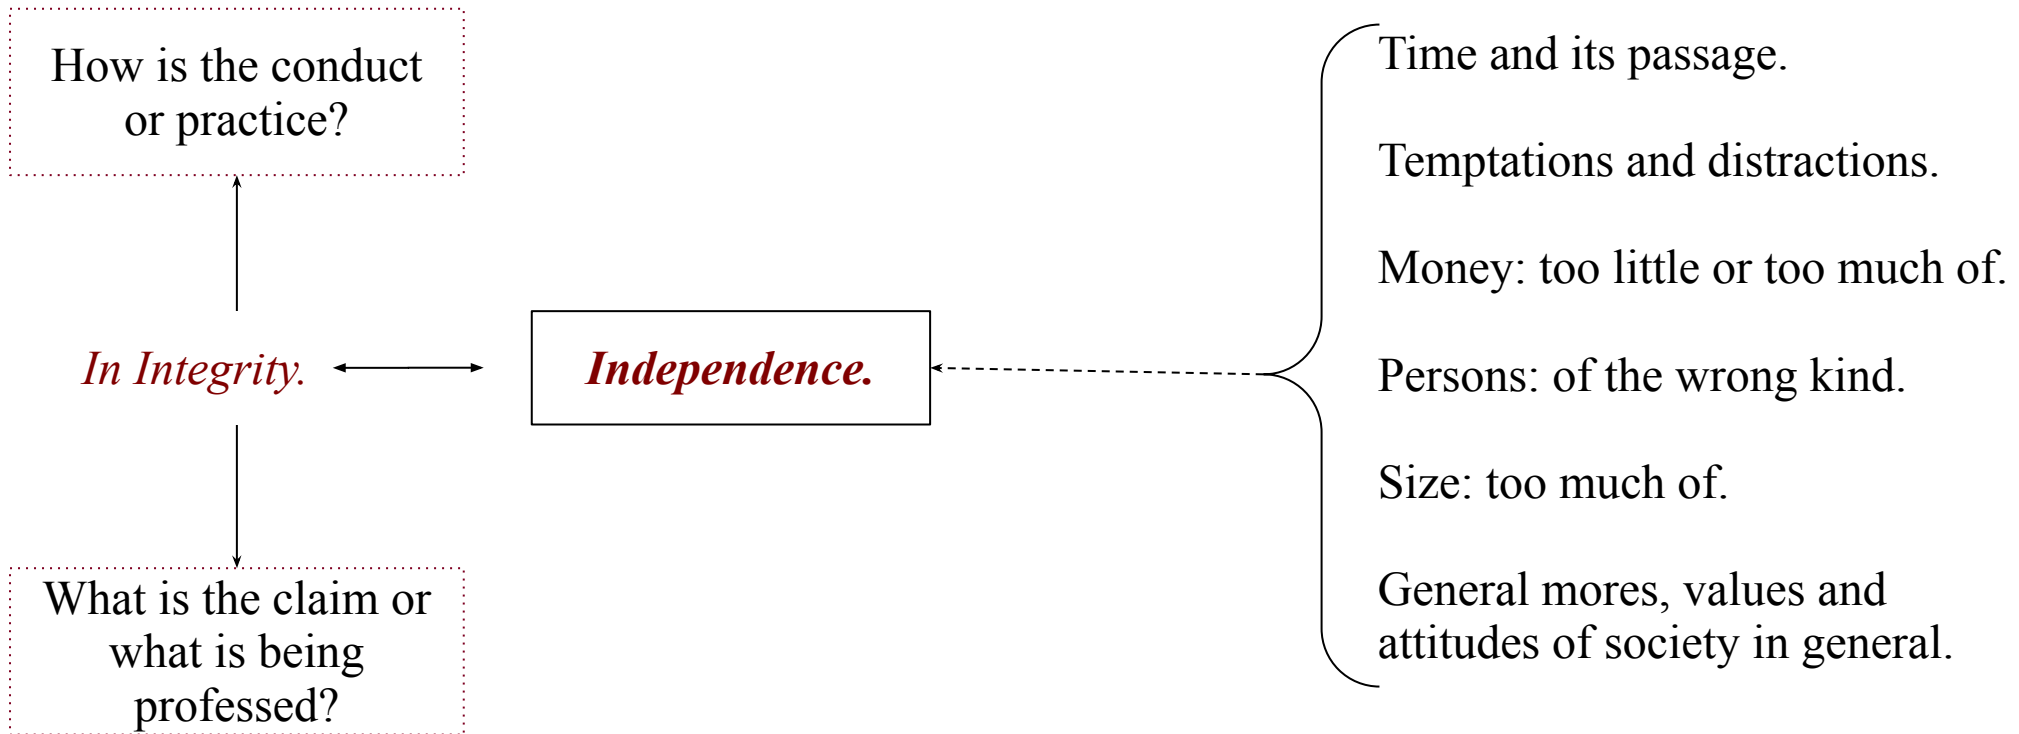 How is the conduct
or practice?
In Integrity.
What is the claim or
what is being
professed?
Independence.
Time and its passage.
Temptations and distractions.
Money: too little or too much of.
Persons: of the wrong kind.
Size: too much of.
General mores, values and
attitudes of society in general.